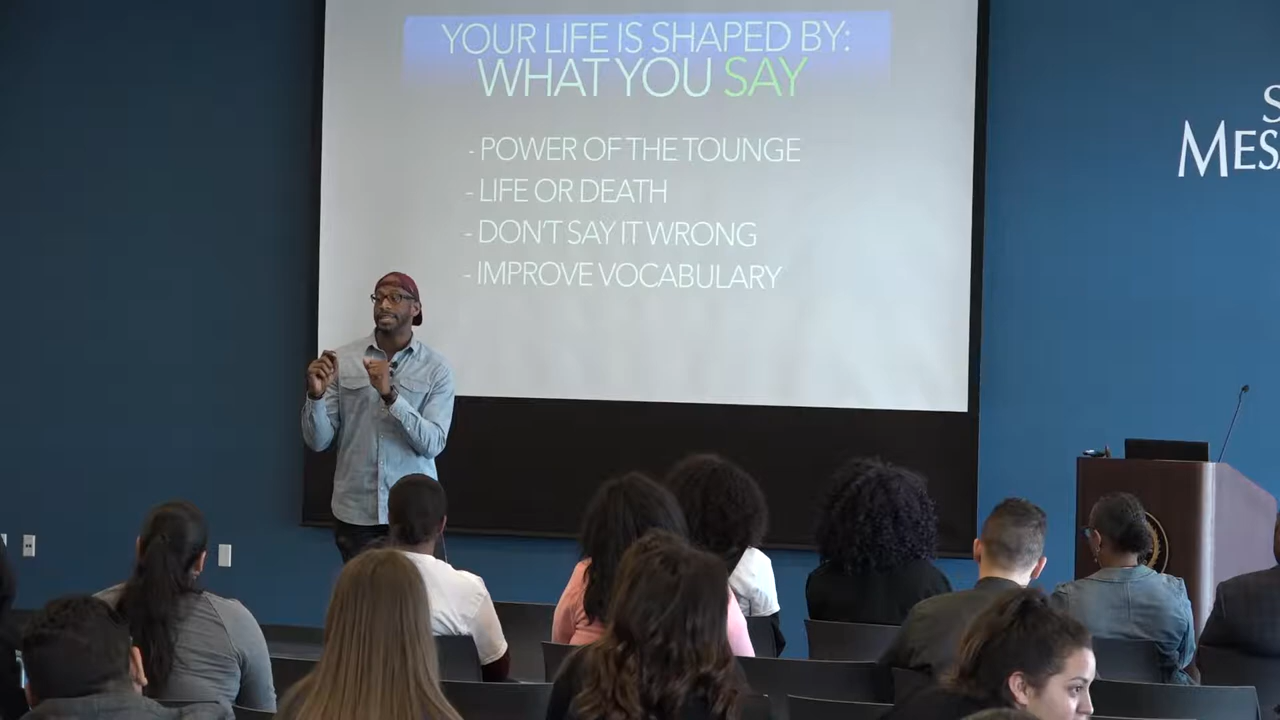 YOUR LIFE IS SHAPED BY:
WHAT YOU SAY
- POWER OF THE TOUNGE
- LIFE OR DEATH
- DON'T SAY IT WRONG
- IMPROVE VOCABULARY